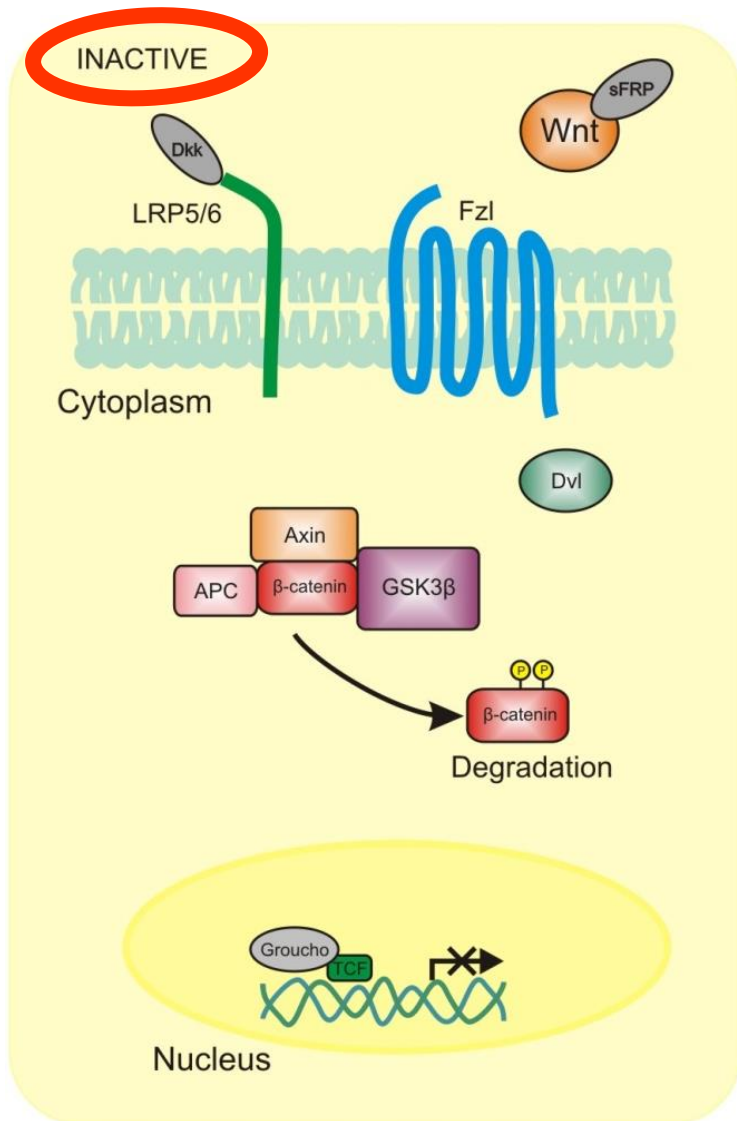 INACTIVE
sFRP
Wnt
Dkk
LRP5/6
Fzl
Cytoplasm
Dvl
Axin
APC
β-catenin
GSK3β
P
P
β-catenin
Degradation
Groucho
TCF
Nucleus